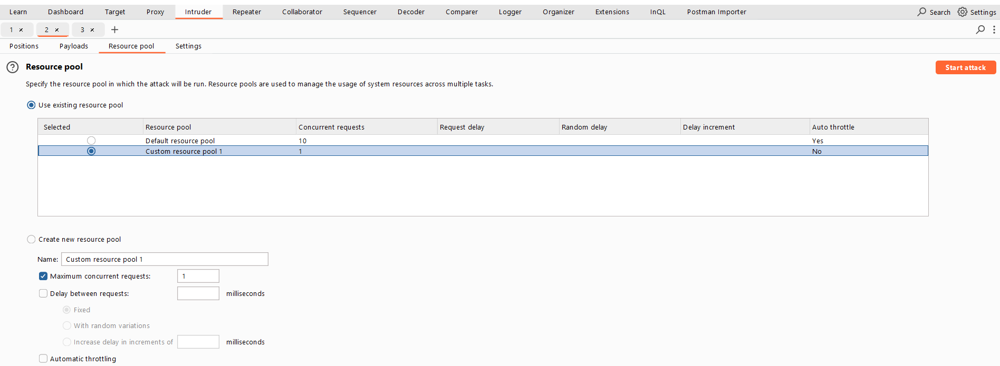 Learn Dashboard Target Proxy Intruder Repeater Collaborator Sequencer Decoder Comparer Logger Organizer Extensions InQL Postman Importer Search Settings
1 × 2 × 3 × +
Positions Payloads Resource pool Settings
? Resource pool Start attack
Specify the resource pool in which the attack will be run. Resource pools are used to manage the usage of system resources across multiple tasks.
Use existing resource pool
Selected Resource pool Concurrent requests Request delay Random delay Delay increment Auto throttle
Default resource pool 10 Yes
Custom resource pool 1 1 No
Create new resource pool
Name: Custom resource pool 1
Maximum concurrent requests: 1
Delay between requests: milliseconds
Fixed
With random variations
Increase delay in increments of milliseconds
Automatic throttling